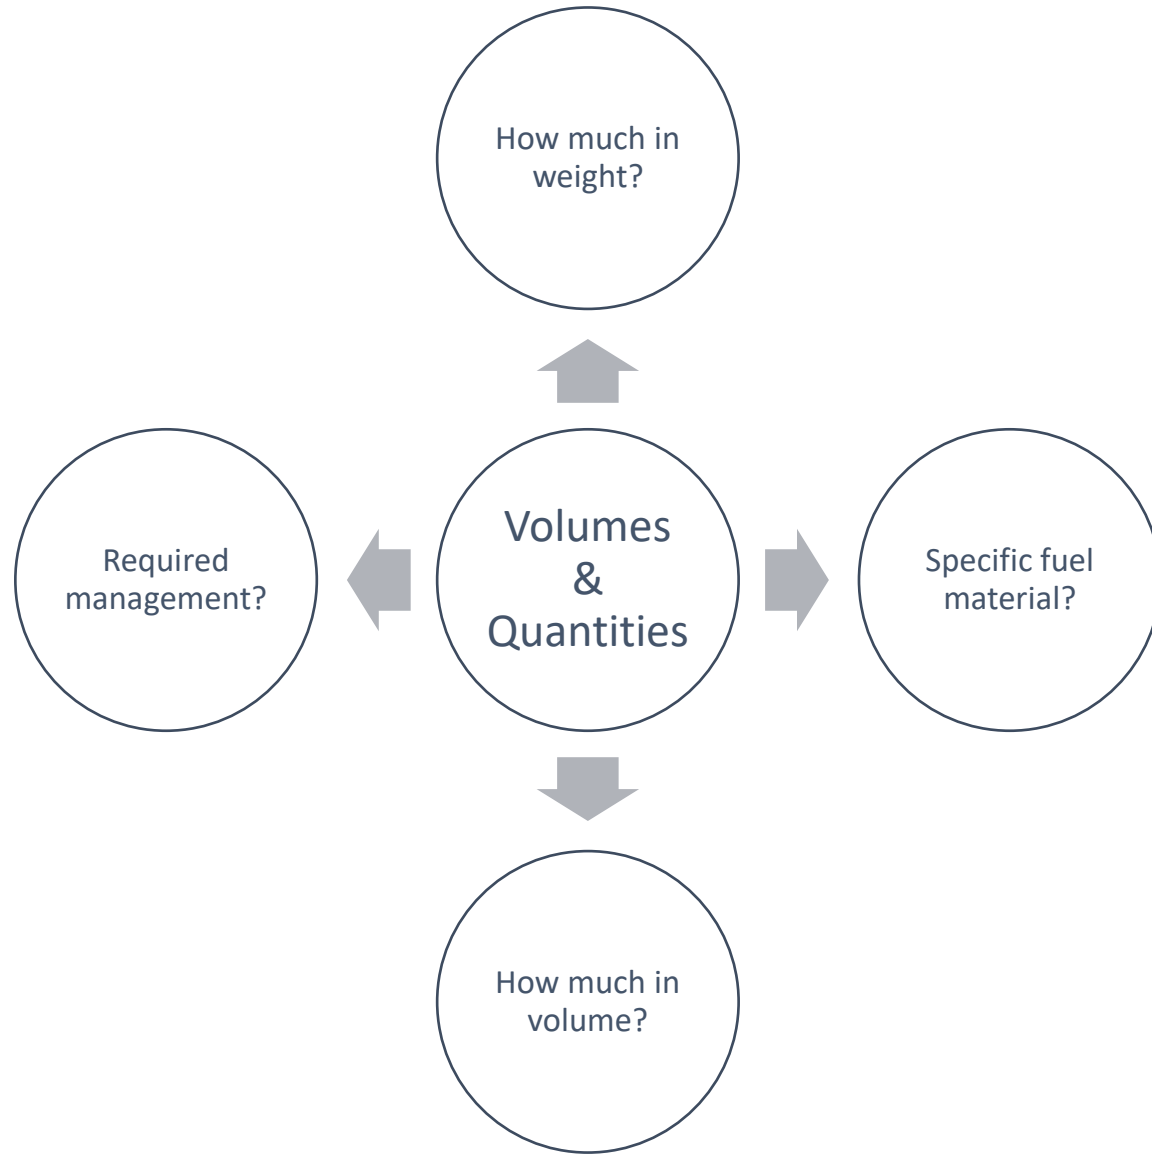 How much in
weight?
Required
management?
Volumes
&
Quantities
Specific fuel
material?
How much in
volume?